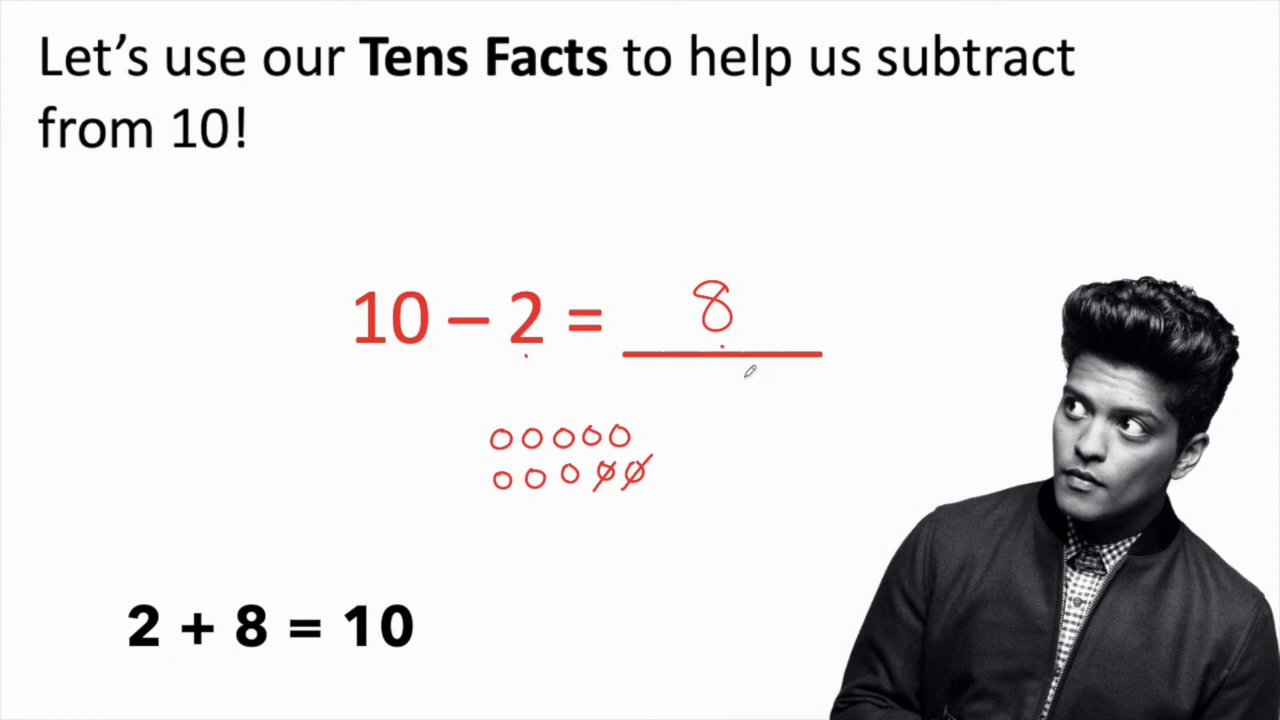 Let's use our Tens Facts to help us subtract
from 10!
10 – 2 = 8
2 + 8 = 10